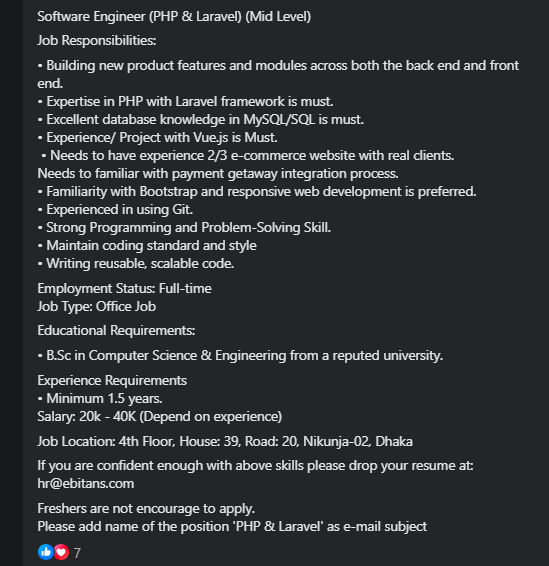 Software Engineer (PHP & Laravel) (Mid Level)
Job Responsibilities:
• Building new product features and modules across both the back end and front
end.
• Expertise in PHP with Laravel framework is must.
• Excellent database knowledge in MySQL/SQL is must.
• Experience/ Project with Vue.js is Must.
• Needs to have experience 2/3 e-commerce website with real clients.
Needs to familiar with payment getaway integration process.
• Familiarity with Bootstrap and responsive web development is preferred.
• Experienced in using Git.
• Strong Programming and Problem-Solving Skill.
• Maintain coding standard and style
• Writing reusable, scalable code.
Employment Status: Full-time
Job Type: Office Job
Educational Requirements:
• B.Sc in Computer Science & Engineering from a reputed university.
Experience Requirements
• Minimum 1.5 years.
Salary: 20k - 40K (Depend on experience)
Job Location: 4th Floor, House: 39, Road: 20, Nikunja-02, Dhaka
If you are confident enough with above skills please drop your resume at:
hr@ebitans.com
Freshers are not encourage to apply.
Please add name of the position 'PHP & Laravel' as e-mail subject
7